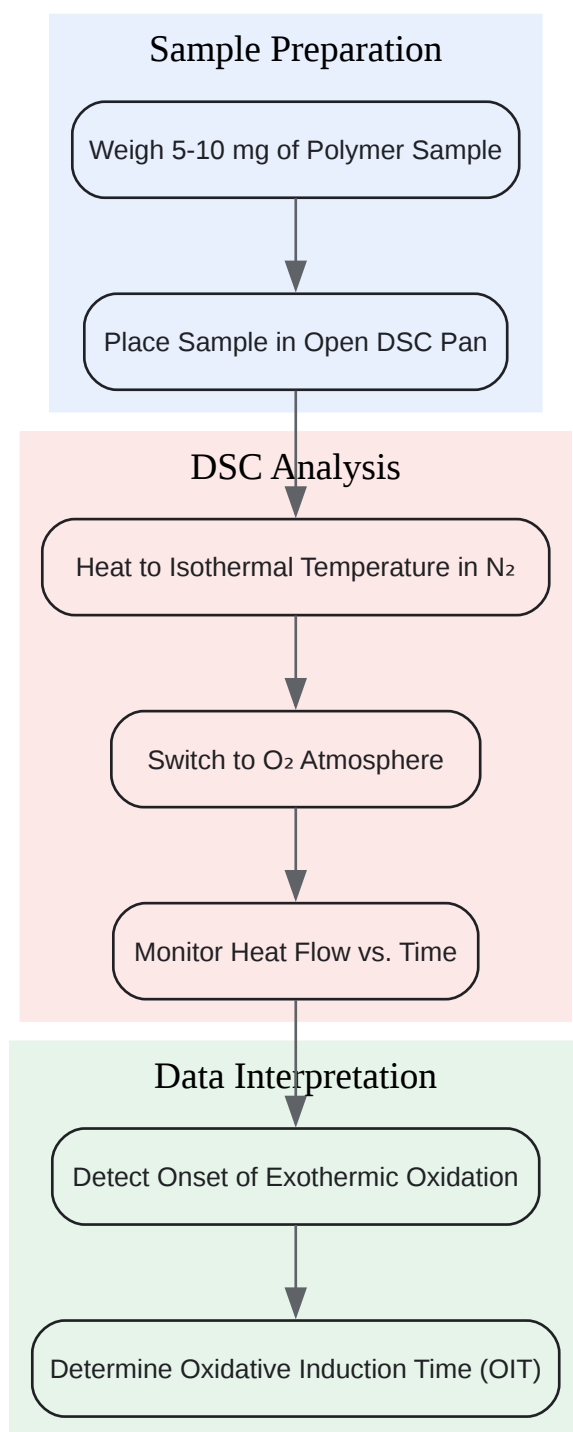 Sample Preparation
Weigh 5-10 mg of Polymer Sample
Place Sample in Open DSC Pan
DSC Analysis
Heat to Isothermal Temperature in N₂
Switch to O₂ Atmosphere
Monitor Heat Flow vs. Time
Data Interpretation
Detect Onset of Exothermic Oxidation
Determine Oxidative Induction Time (OIT)